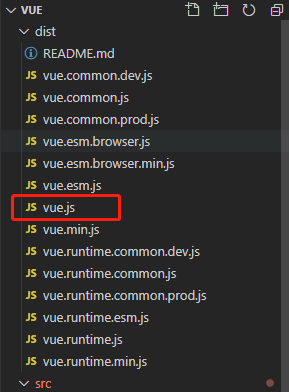 VUE
dist
README.md
JS vue.common.dev.js
JS vue.common.js
JS vue.common.prod.js
JS vue.esm.browser.js
JS vue.esm.browser.min.js
JS vue.esm.js
JS vue.js
JS vue.min.js
JS vue.runtime.common.dev.js
JS vue.runtime.common.js
JS vue.runtime.common.prod.js
JS vue.runtime.esm.js
JS vue.runtime.js
JS vue.runtime.min.js
src